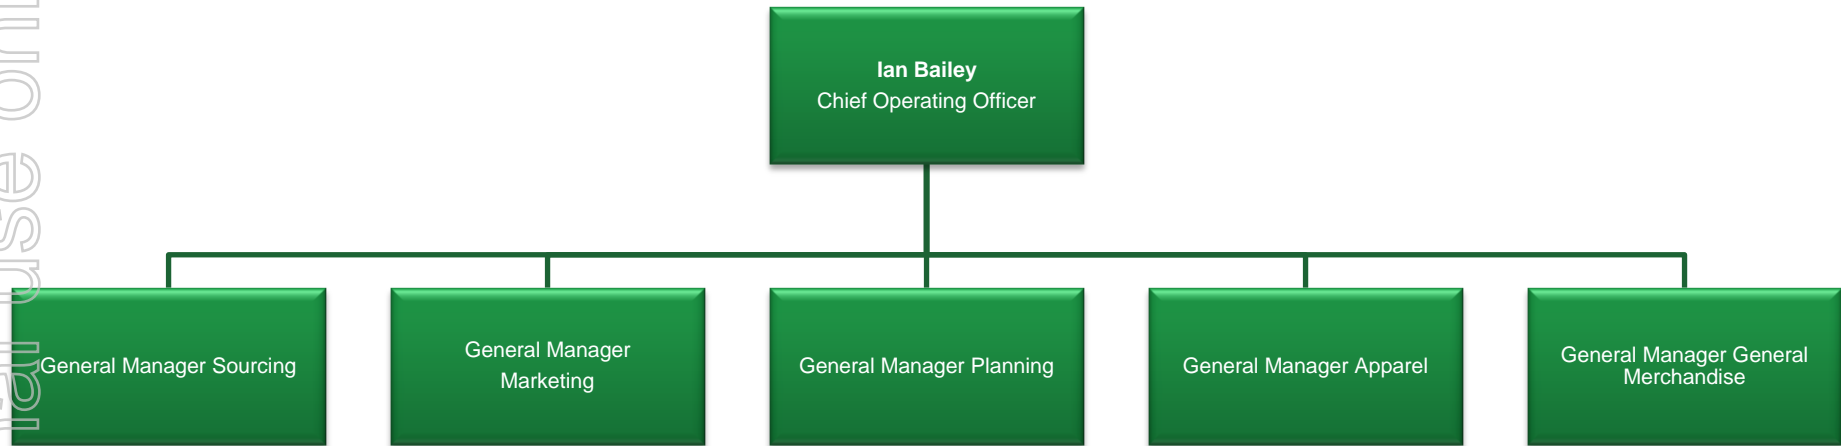 Ian Bailey
Chief Operating Officer
General Manager Sourcing
General Manager
Marketing
General Manager Planning
General Manager Apparel
General Manager General
Merchandise
use